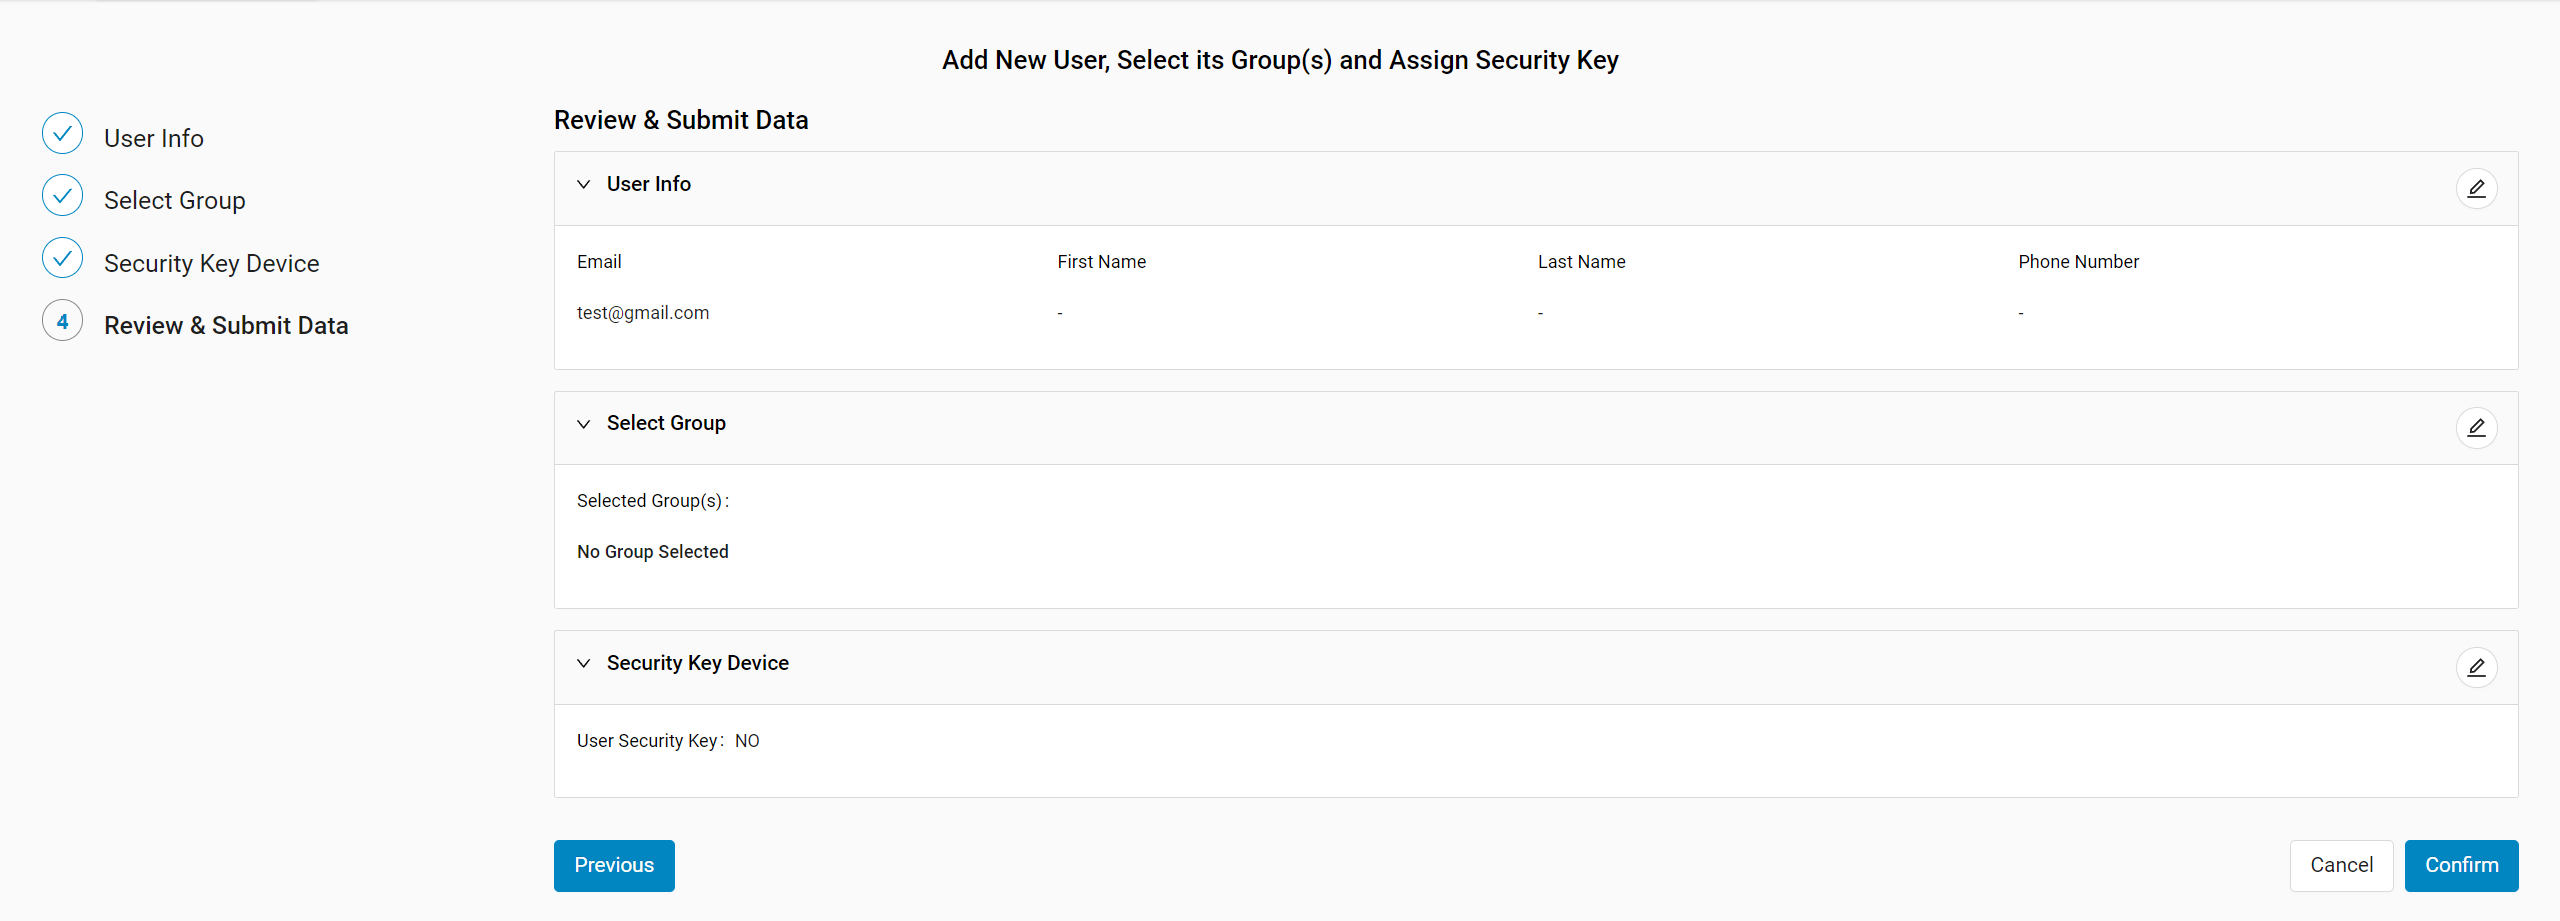 Add New User, Select its Group(s) and Assign Security Key
User Info
Select Group
Security Key Device
4 Review & Submit Data
Review & Submit Data
User Info
Email First Name Last Name Phone Number
test@gmail.com - - -
Select Group
Selected Group(s):
No Group Selected
Security Key Device
User Security Key: NO
Previous Cancel Confirm